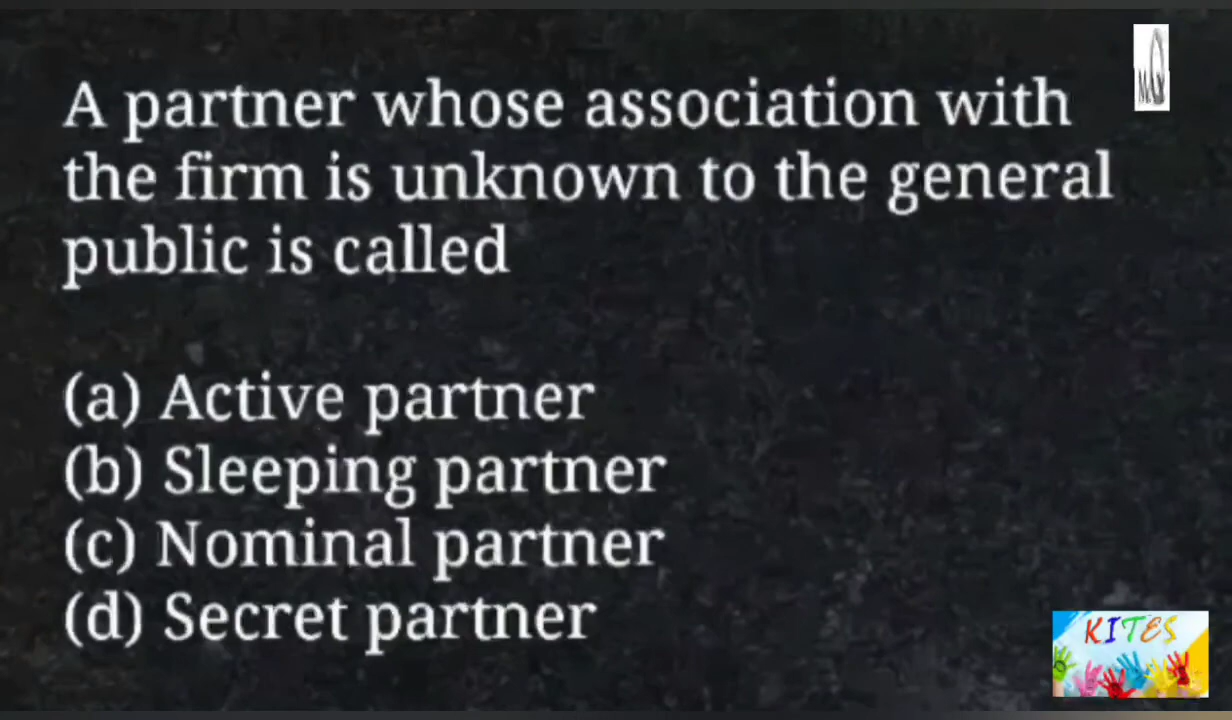 A partner whose association with
the firm is unknown to the general
public is called
(a) Active partner
(b) Sleeping partner
(c) Nominal partner
(d) Secret partner
KITES